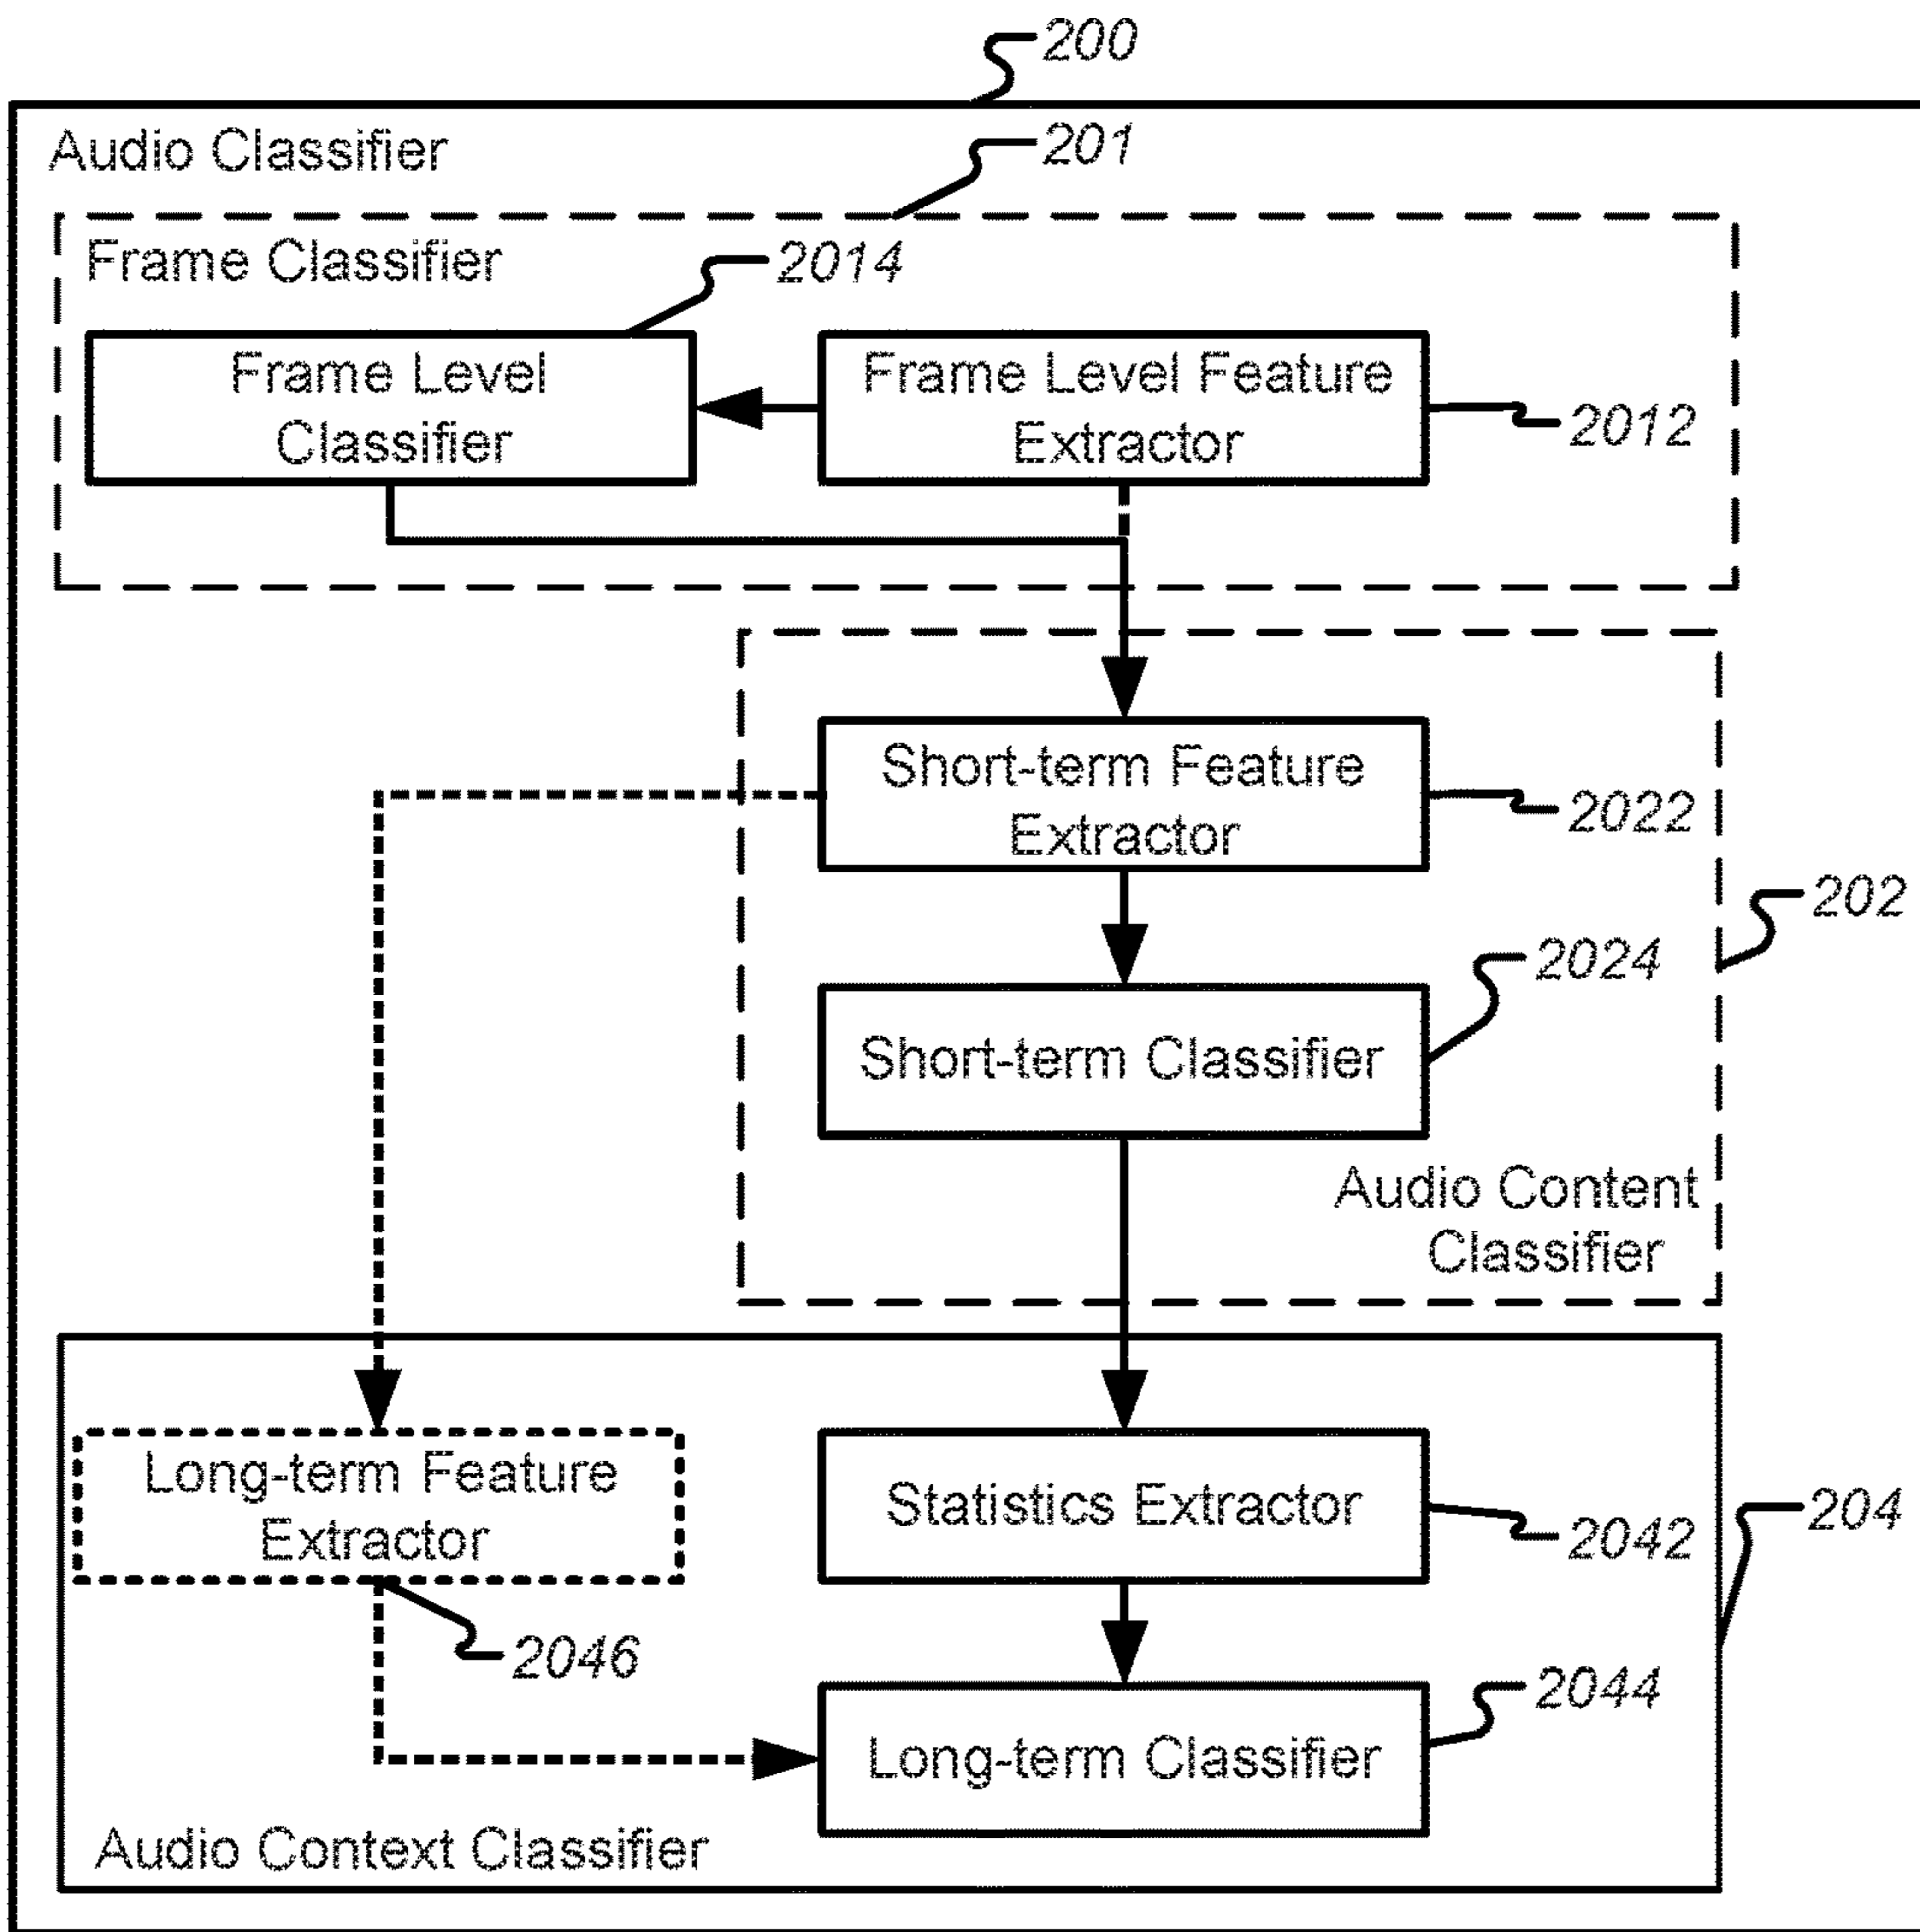 200
Audio Classifier
201
Frame Classifier
2014
Frame Level
Classifier
Frame Level Feature
Extractor
2012
Short-term Feature
Extractor
2022
202
2024
Short-term Classifier
Audio Content
Classifier
Long-term Feature
Extractor
Statistics Extractor
2042
204
2046
2044
Long-term Classifier
Audio Context Classifier